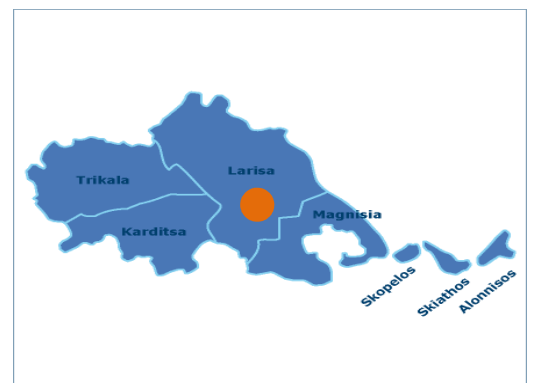 Larisa
Trikala
Magnisia
Karditsa
Skopelos
Skiathos
Alonnisos